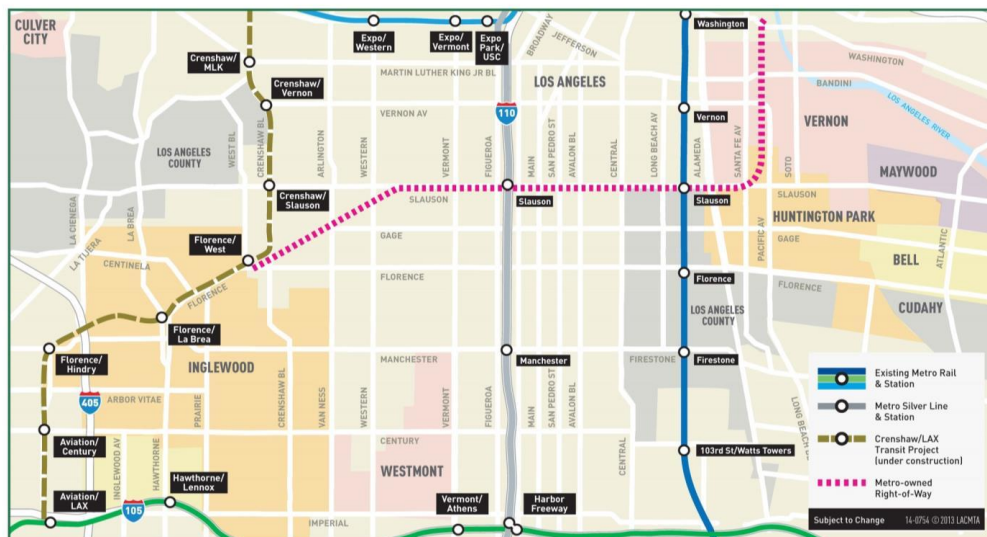 CULVER
CITY
Expo/
Western
Expo/
Vermont
Expo
Park/
USC
BROADWAY
JEFFERSON
Washington
WASHINGTON
Crenshaw/
MLK
MARTIN LUTHER KING JR BL
LOS ANGELES
BANDINI
LOS ANGELES RIVER
Crenshaw/
Vernon
VERNON AV
110
Vernon
VERNON
LOS ANGELES
COUNTY
WEST BL
CRENSHAW BL
ARLINGTON
WESTERN
VERMONT
FIGUEROA
MAIN
SAN PEDRO ST
AVALON BL
CENTRAL
LONG BEACH AV
ALAMEDA
SANTA FE AV
SOTO
MAYWOOD
LA CIENEGA
LA TIJERA
LA BREA
Crenshaw/
Slauson
SLAUSON
Slauson
Slauson
SLAUSON
HUNTINGTON PARK
Florence/
West
GAGE
PACIFIC AV
GAGE
ATLANTIC
BELL
CENTINELA
FLORENCE
FLORENCE
Florence
FLORENCE
LOS ANGELES
COUNTY
CUDAHY
Florence/
La Brea
Florence/
Hindry
INGLEWOOD
MANCHESTER
Manchester
FIRESTONE
Firestone
405
ARBOR VITAE
PRAIRIE
CRENSHAW BL
VAN NESS
WESTERN
VERMONT
FIGUEROA
MAIN
SAN PEDRO ST
AVALON BL
LONG BEACH
Aviation/
Century
CENTURY
INGLEWOOD AV
HAWTHORNE
WESTMONT
CENTRAL
103rd St/Watts Towers
Aviation/
LAX
Hawthorne/
Lennox
105
IMPERIAL
Vermont/
Athens
Harbor
Freeway
Existing Metro Rail
& Station
Metro Silver Line
& Station
Crenshaw/LAX
Transit Project
(under construction)
Metro-owned
Right-of-Way
Subject to Change
14-0754 © 2013 LACMTA